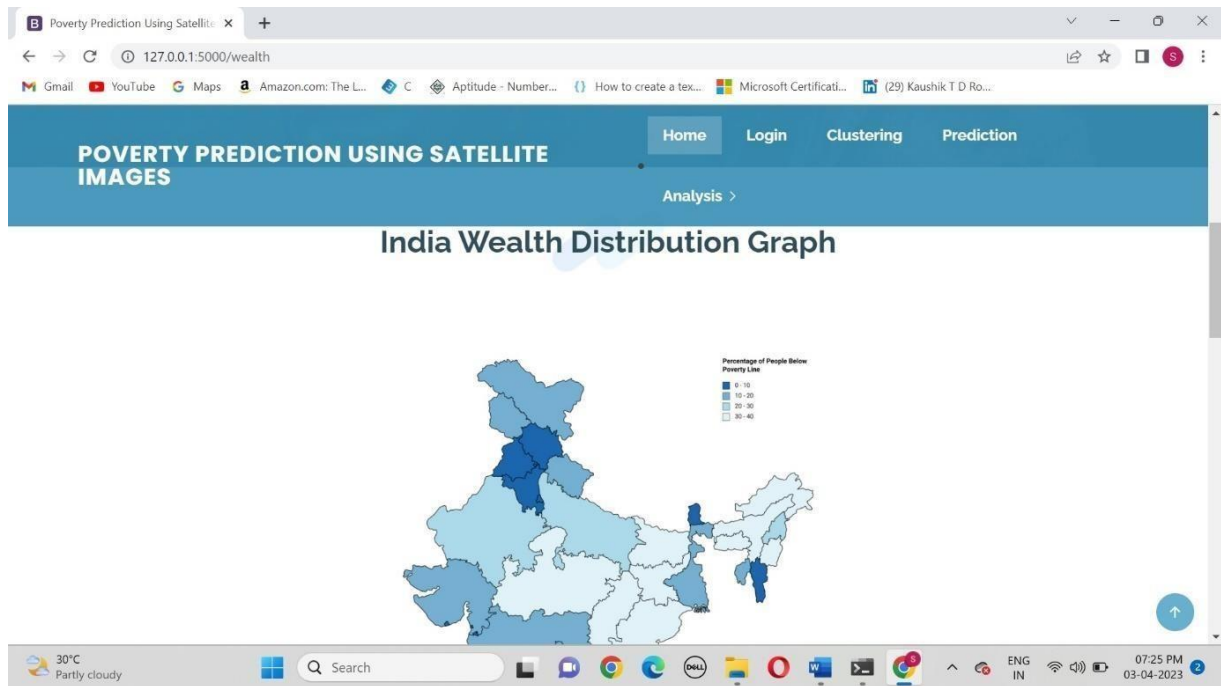 B Poverty Prediction Using Satellite
127.0.0.1:5000/wealth
S
Gmail YouTube Maps Amazon.com: The L... C Aptitude - Number... How to create a tex... Microsoft Certificati... (29) Kaushik T D Ro...
POVERTY PREDICTION USING SATELLITE
IMAGES
Home Login Clustering Prediction
Analysis >
India Wealth Distribution Graph
Percentage of People Below
Poverty Line
0 - 10
10 - 20
20 - 30
30 - 40
30°C
Partly cloudy
Search
DELL
S
ENG
IN
07:25 PM
03-04-2023
2